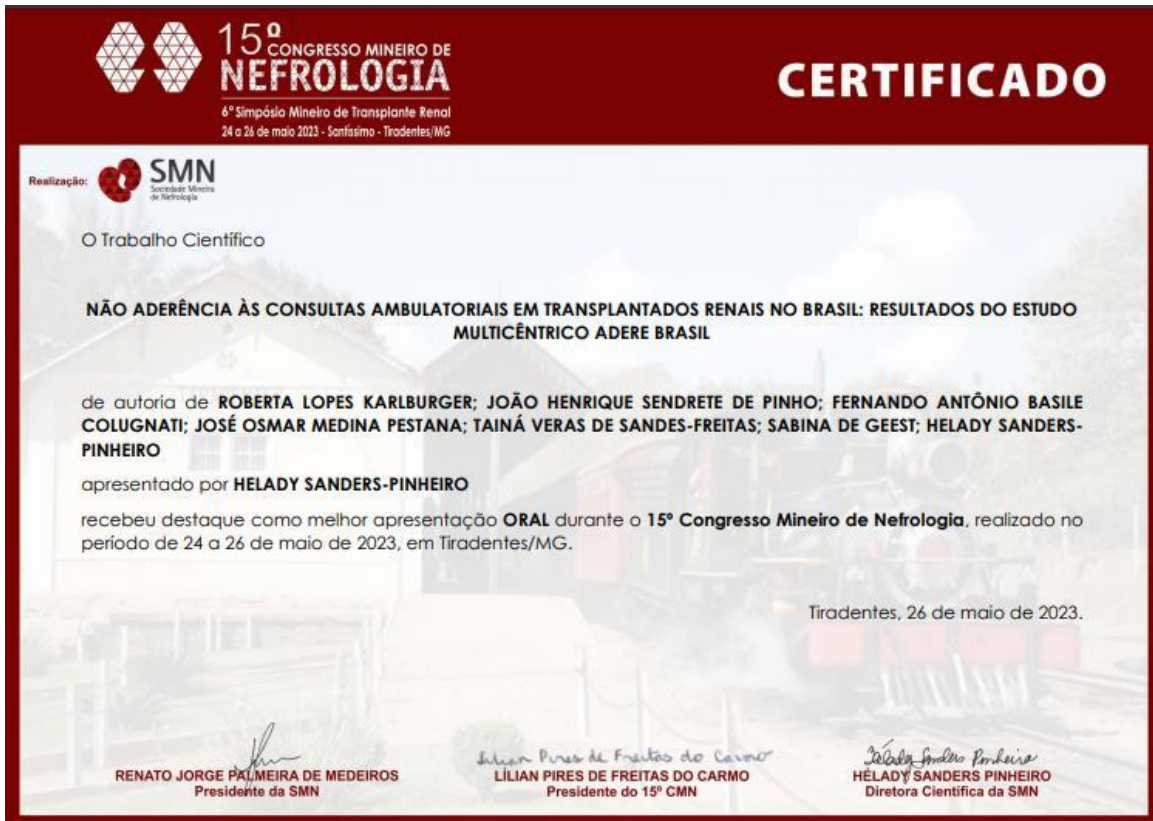 15º CONGRESSO MINEIRO DE
NEFROLOGIA
6º Simpósio Mineiro de Transplante Renal
24 a 26 de maio 2023 - Santíssimo - Tiradentes/MG
CERTIFICADO
Realização:
SMN
Sociedade Mineira
de Nefrologia
O Trabalho Científico
NÃO ADERÊNCIA ÀS CONSULTAS AMBULATORIAIS EM TRANSPLANTADOS RENAIS NO BRASIL: RESULTADOS DO ESTUDO
MULTICÊNTRICO ADERE BRASIL
de autoria de ROBERTA LOPES KARLBURGER; JOÃO HENRIQUE SENDRETE DE PINHO; FERNANDO ANTÔNIO BASILE
COLUGNATI; JOSÉ OSMAR MEDINA PESTANA; TAINÁ VERAS DE SANDES-FREITAS; SABINA DE GEEST; HELADY SANDERS-
PINHEIRO
apresentado por HELADY SANDERS-PINHEIRO
recebeu destaque como melhor apresentação ORAL durante o 15º Congresso Mineiro de Nefrologia, realizado no
período de 24 a 26 de maio de 2023, em Tiradentes/MG.
Tiradentes, 26 de maio de 2023.
Lilian Pires de Freitas do Carmo
Helady Sanders Pinheiro
RENATO JORGE PALMEIRA DE MEDEIROS
Presidente da SMN
LÍLIAN PIRES DE FREITAS DO CARMO
Presidente do 15º CMN
HÉLADY SANDERS PINHEIRO
Diretora Científica da SMN